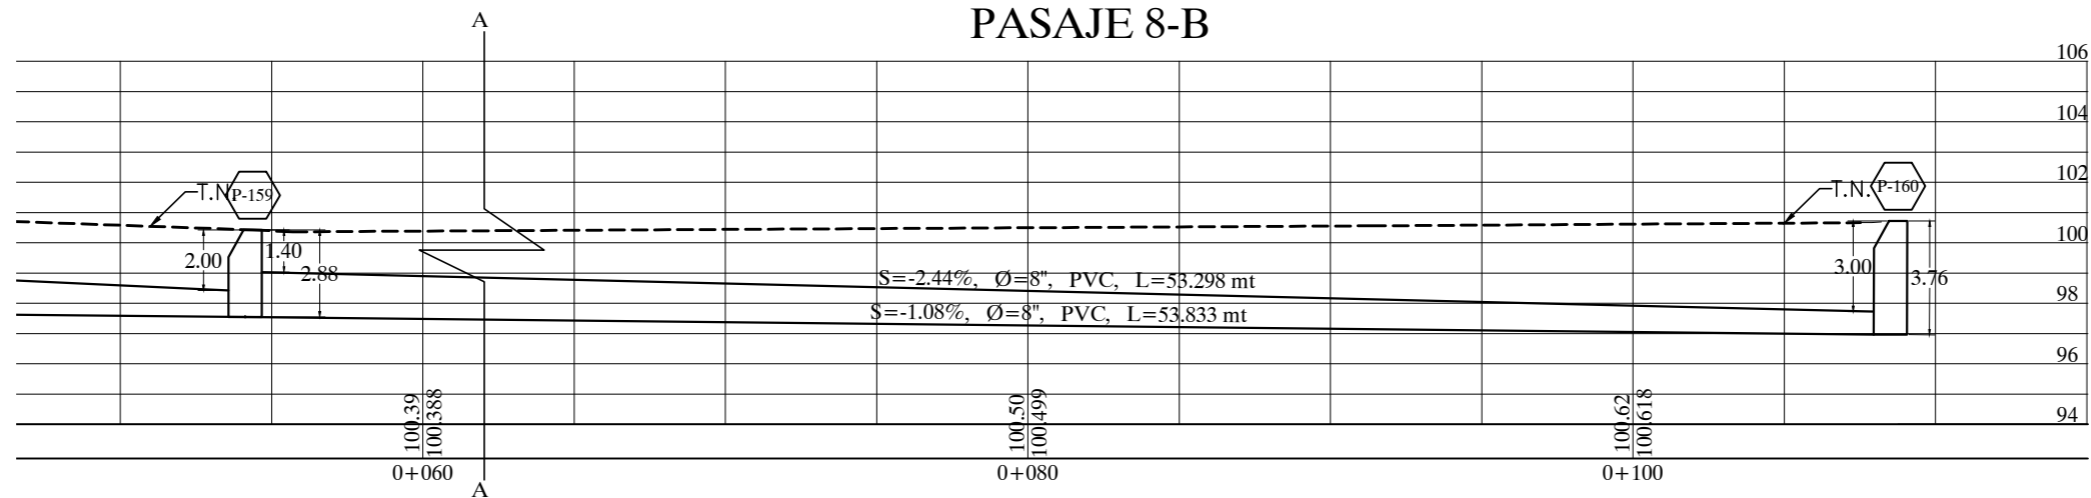 PASAJE 8-B
A
106
104
102
100
98
96
94
T.N.
P-159
T.N.
P-160
2.00
1.40
2.88
3.00
3.76
S=-2.44%, Ø=8", PVC, L=53.298 mt
S=-1.08%, Ø=8", PVC, L=53.833 mt
100.39
100.388
100.50
100.499
100.62
100.618
0+060
0+080
0+100
A